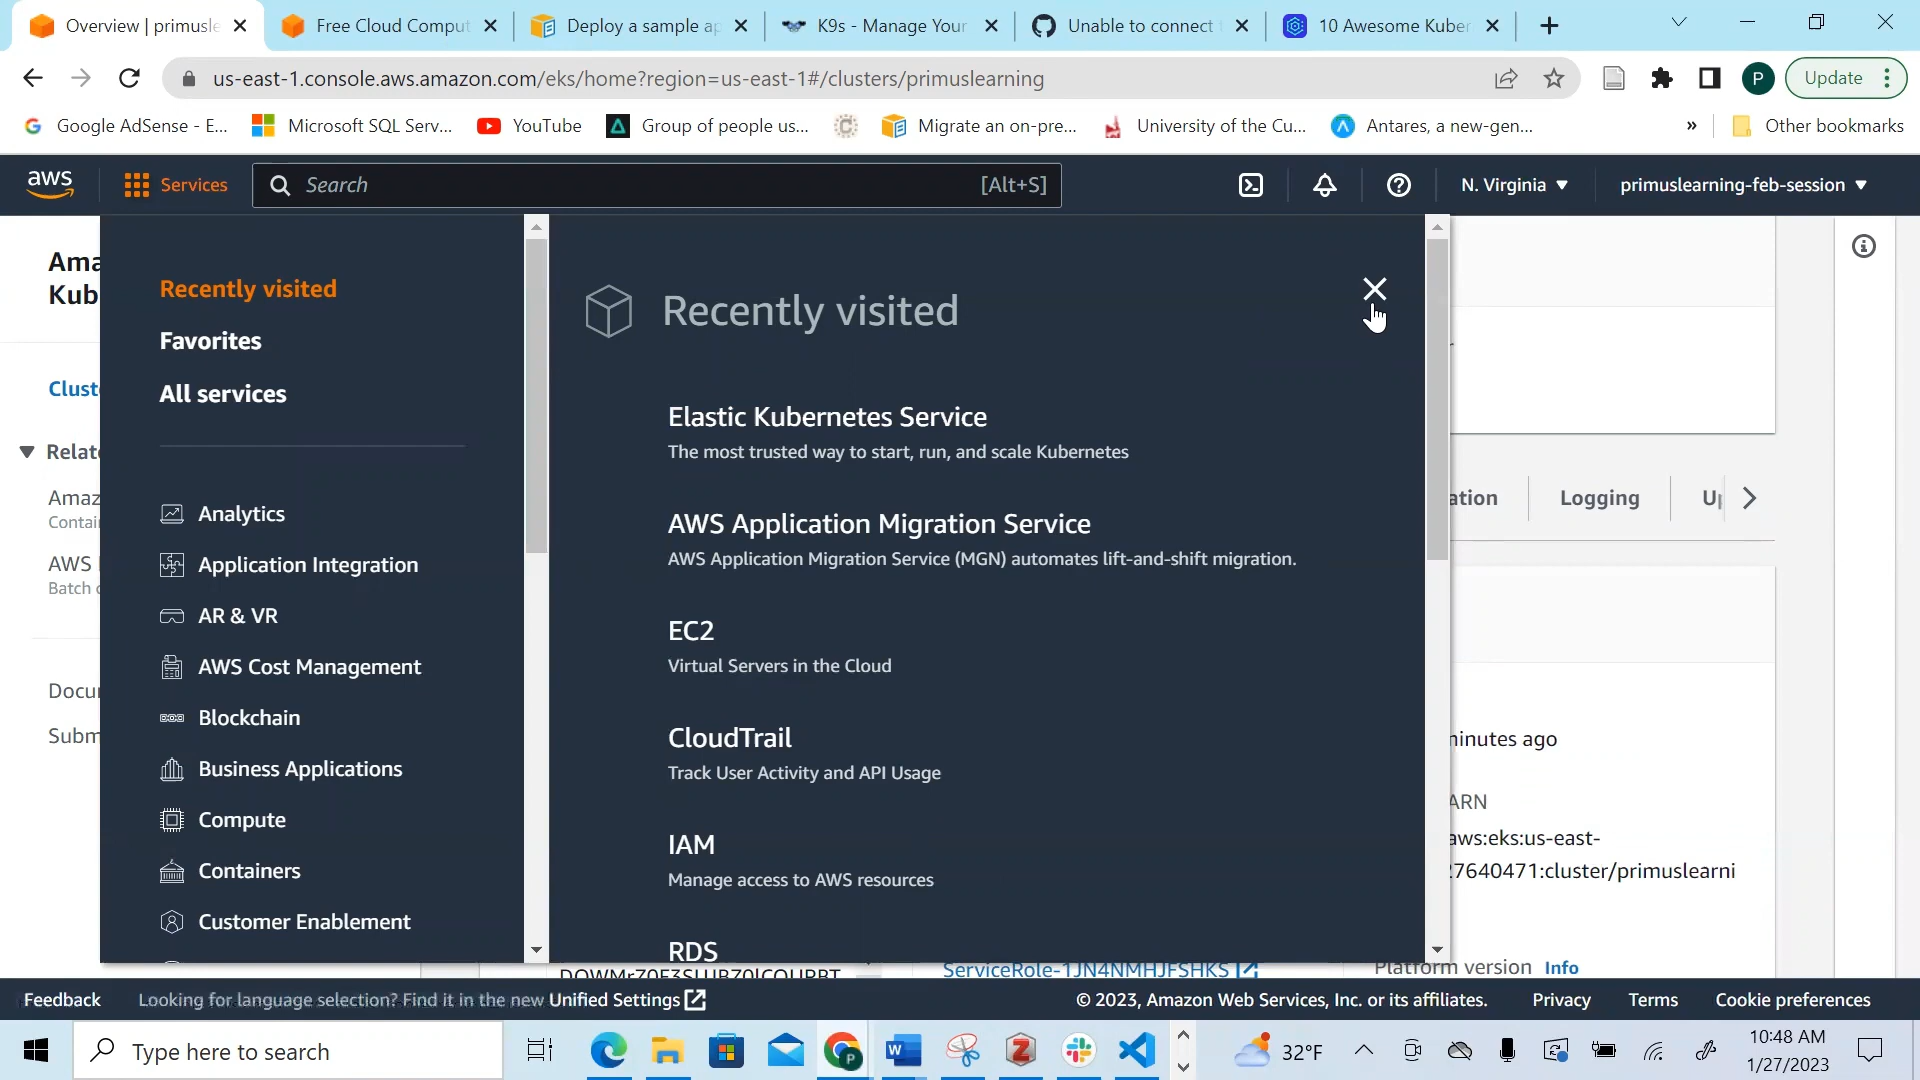 Overview | primusle
Free Cloud Comput
Deploy a sample ap
K9s - Manage Your
Unable to connect t
10 Awesome Kuber
us-east-1.console.aws.amazon.com/eks/home?region=us-east-1#/clusters/primuslearning
P
Update
Google AdSense - E...
Microsoft SQL Serv...
YouTube
Group of people us...
Migrate an on-pre...
University of the Cu...
Antares, a new-gen...
»
Other bookmarks
aws
Services
Search
[Alt+S]
N. Virginia
primuslearning-feb-session
Ama
Kub
Cluste
Relate
Amaz
Contain
AWS
Batch c
Docu
Subm
Recently visited
Favorites
All services
Analytics
Application Integration
AR & VR
AWS Cost Management
Blockchain
Business Applications
Compute
Containers
Customer Enablement
Recently visited
Elastic Kubernetes Service
The most trusted way to start, run, and scale Kubernetes
AWS Application Migration Service
AWS Application Migration Service (MGN) automates lift-and-shift migration.
EC2
Virtual Servers in the Cloud
CloudTrail
Track User Activity and API Usage
IAM
Manage access to AWS resources
RDS
ation
Logging
Up
minutes ago
ARN
aws:eks:us-east-
27640471:cluster/primuslearni
ServiceRole-1JN4NMHJFSHKS
Platform version Info
Feedback
Looking for language selection? Find it in the new Unified Settings
© 2023, Amazon Web Services, Inc. or its affiliates.
Privacy
Terms
Cookie preferences
Type here to search
32°F
10:48 AM
1/27/2023